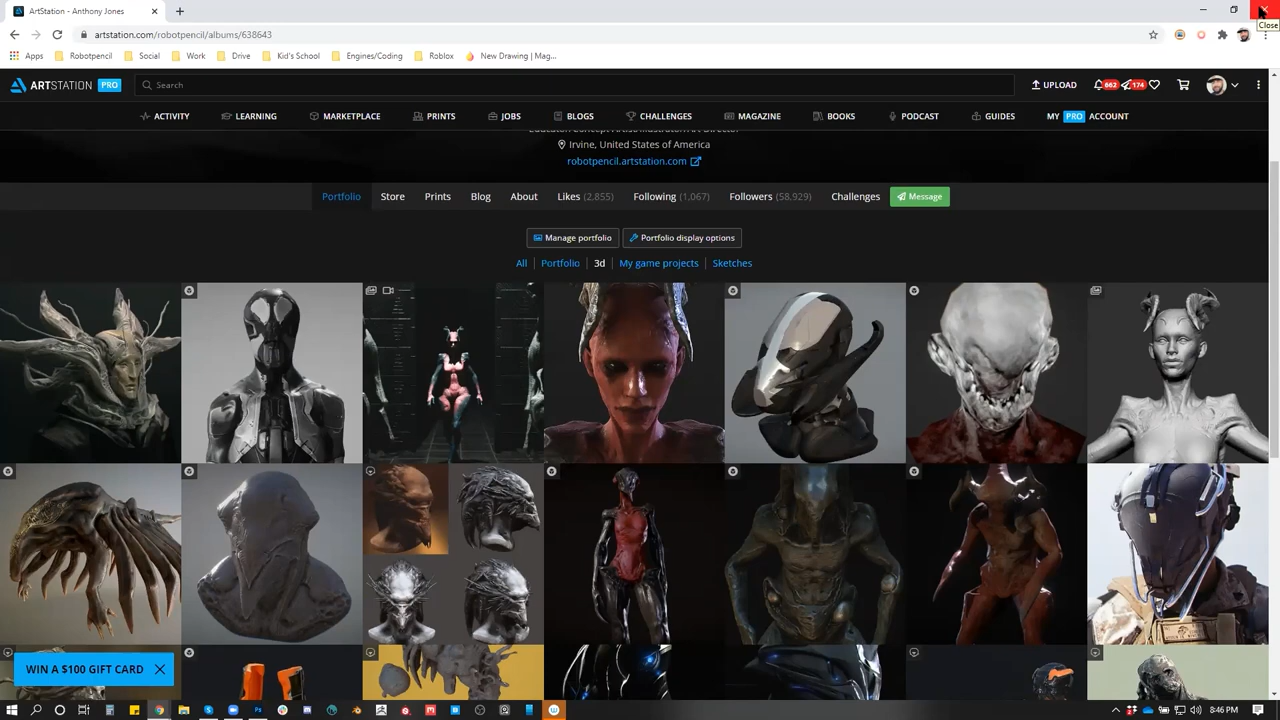 ArtStation - Anthony Jones
Close
artstation.com/robotpencil/albums/638643
Apps Robotpencil Social Work Drive Kid's School Engines/Coding Roblox New Drawing | Mag...
ARTSTATION PRO Search UPLOAD 662 174
ACTIVITY LEARNING MARKETPLACE PRINTS JOBS BLOGS CHALLENGES MAGAZINE BOOKS PODCAST GUIDES MY PRO ACCOUNT
Irvine, United States of America
robotpencil.artstation.com
Portfolio Store Prints Blog About Likes (2,855) Following (1,067) Followers (58,929) Challenges Message
Manage portfolio Portfolio display options
All Portfolio 3d My game projects Sketches
WIN A $100 GIFT CARD
8:46 PM